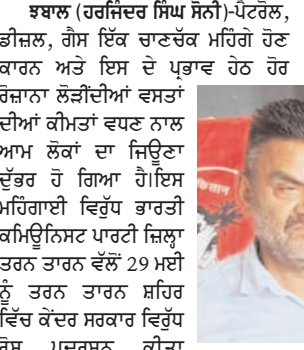 ਝਬਾਲ (ਹਰਜਿੰਦਰ ਸਿੰਘ ਸੋਨੀ)-ਪੈਟਰੋਲ,
ਡੀਜ਼ਲ, ਗੈਸ ਇੱਕ ਚਾਣਚੱਕ ਮਹਿੰਗੇ ਹੋਣ
ਕਾਰਨ ਅਤੇ ਇਸ ਦੇ ਪ੍ਰਭਾਵ ਹੇਠ ਹੋਰ
ਰੋਜ਼ਾਨਾ ਲੋੜੀਂਦੀਆਂ ਵਸਤਾਂ
ਦੀਆਂ ਕੀਮਤਾਂ ਵਧਣ ਨਾਲ
ਆਮ ਲੋਕਾਂ ਦਾ ਜਿਊਣਾ
ਦੁੱਭਰ ਹੋ ਗਿਆ ਹੈ।ਇਸ
ਮਹਿੰਗਾਈ ਵਿਰੁੱਧ ਭਾਰਤੀ
ਕਮਿਊਨਿਸਟ ਪਾਰਟੀ ਜ਼ਿਲ੍ਹਾ
ਤਰਨ ਤਾਰਨ ਵੱਲੋਂ 29 ਮਈ
ਨੂੰ ਤਰਨ ਤਾਰਨ ਸ਼ਹਿਰ
ਵਿੱਚ ਕੇਂਦਰ ਸਰਕਾਰ ਵਿਰੁੱਧ
ਰੋਸ ਪ੍ਰਦਰਸ਼ਨ ਕੀਤਾ